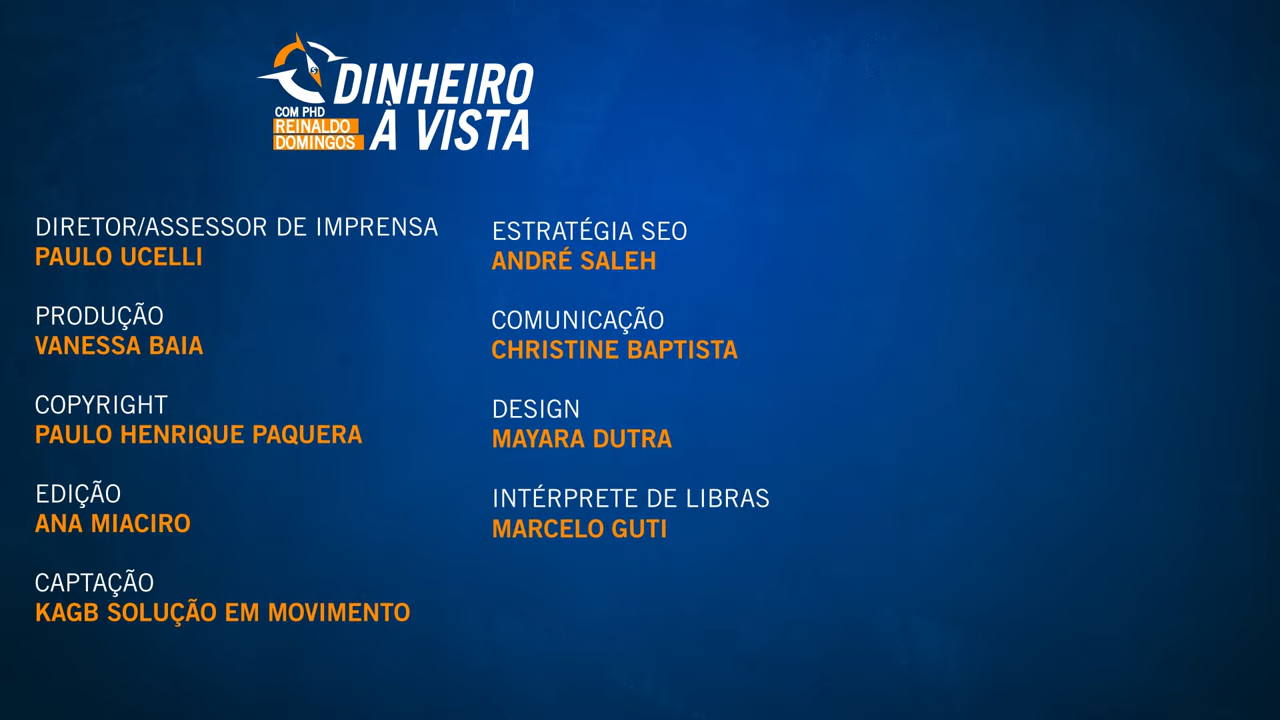 DINHEIRO
À VISTA
COM PHD
REINALDO
DOMINGOS
DIRETOR/ASSESSOR DE IMPRENSA
PAULO UCELLI
PRODUÇÃO
VANESSA BAIA
COPYRIGHT
PAULO HENRIQUE PAQUERA
EDIÇÃO
ANA MIACIRO
CAPTAÇÃO
KAGB SOLUÇÃO EM MOVIMENTO
ESTRATÉGIA SEO
ANDRÉ SALEH
COMUNICAÇÃO
CHRISTINE BAPTISTA
DESIGN
MAYARA DUTRA
INTÉRPRETE DE LIBRAS
MARCELO GUTI